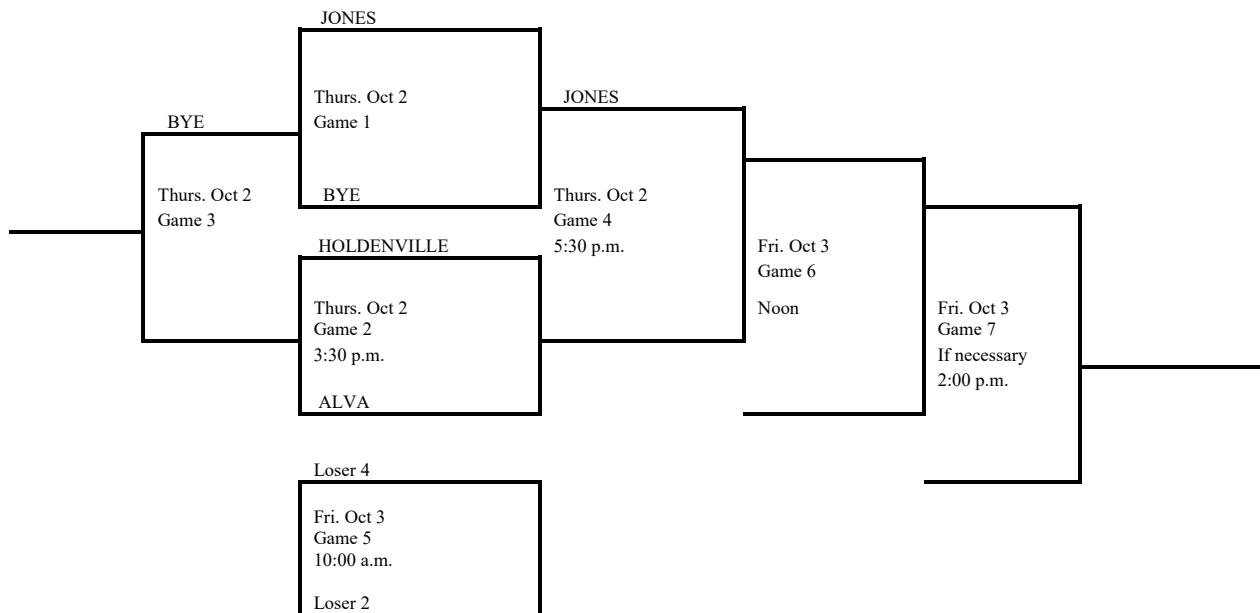 JONES
Thurs. Oct 2
Game 1
JONES
BYE
Thurs. Oct 2
Game 3
BYE
Thurs. Oct 2
Game 4
5:30 p.m.
HOLDENVILLE
Fri. Oct 3
Game 6
Noon
Thurs. Oct 2
Game 2
3:30 p.m.
Fri. Oct 3
Game 7
If necessary
2:00 p.m.
ALVA
Loser 4
Fri. Oct 3
Game 5
10:00 a.m.
Loser 2